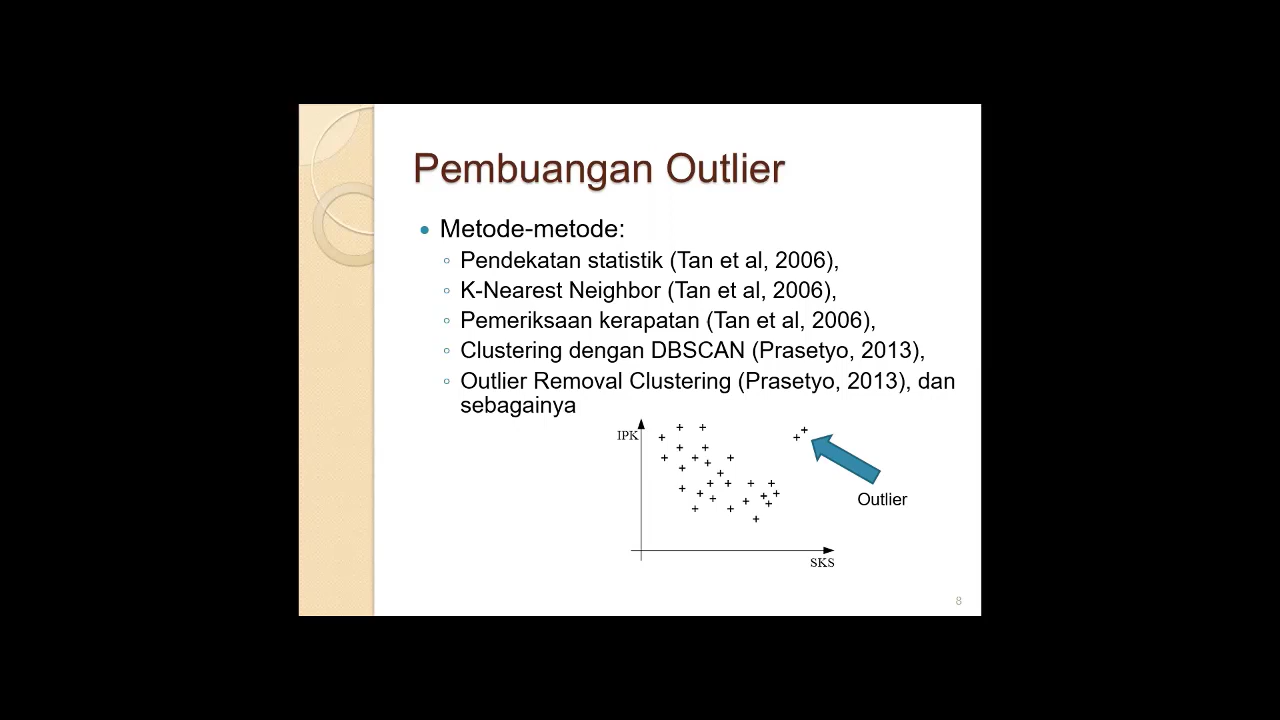 Pembuangan Outlier
Metode-metode:
Pendekatan statistik (Tan et al, 2006),
K-Nearest Neighbor (Tan et al, 2006),
Pemeriksaan kerapatan (Tan et al, 2006),
Clustering dengan DBSCAN (Prasetyo, 2013),
Outlier Removal Clustering (Prasetyo, 2013), dan
sebagainya
IPK
Outlier
SKS
8